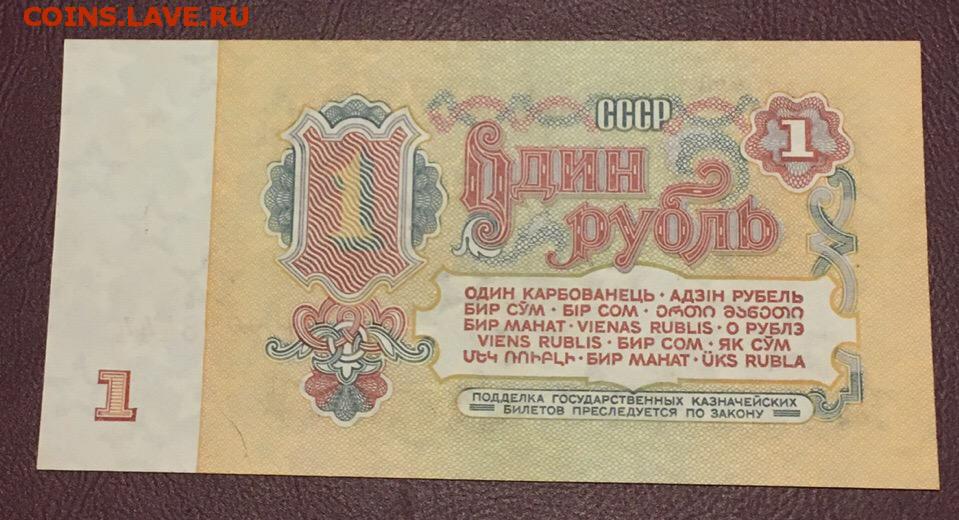 COINS.LAVE.RU
СССР
1
1
Один
рубль
ОДИН КАРБОВАНЕЦЬ · АДЗІН РУБЕЛЬ
БИР СЎМ · БІР СОМ · ᲔᲠᲗᲘ ᲛᲐᲜᲔᲗᲘ
БИР МАНАТ · VIENAS RUBLIS · О РУБЛЭ
VIENS RUBLIS · БИР СОМ · ЯК СӮМ
ՄԵԿ ՌՈՒԲԼԻ · БИР МАНАТ · ÜKS RUBLA
1
ПОДДЕЛКА ГОСУДАРСТВЕННЫХ КАЗНАЧЕЙСКИХ
БИЛЕТОВ ПРЕСЛЕДУЕТСЯ ПО ЗАКОНУ